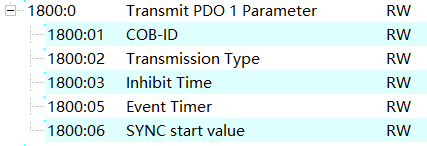 1800:0 Transmit PDO 1 Parameter RW
1800:01 COB-ID RW
1800:02 Transmission Type RW
1800:03 Inhibit Time RW
1800:05 Event Timer RW
1800:06 SYNC start value RW